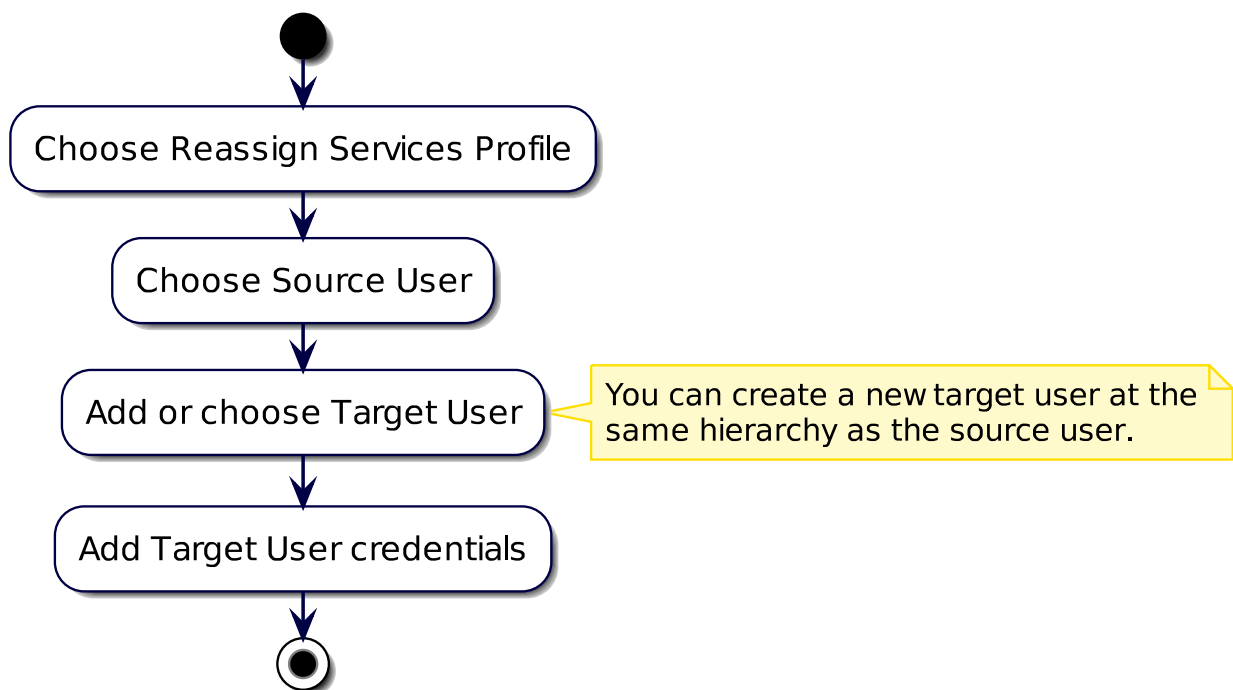 Choose Reassign Services Profile
Choose Source User
Add or choose Target User
You can create a new target user at the
same hierarchy as the source user.
Add Target User credentials